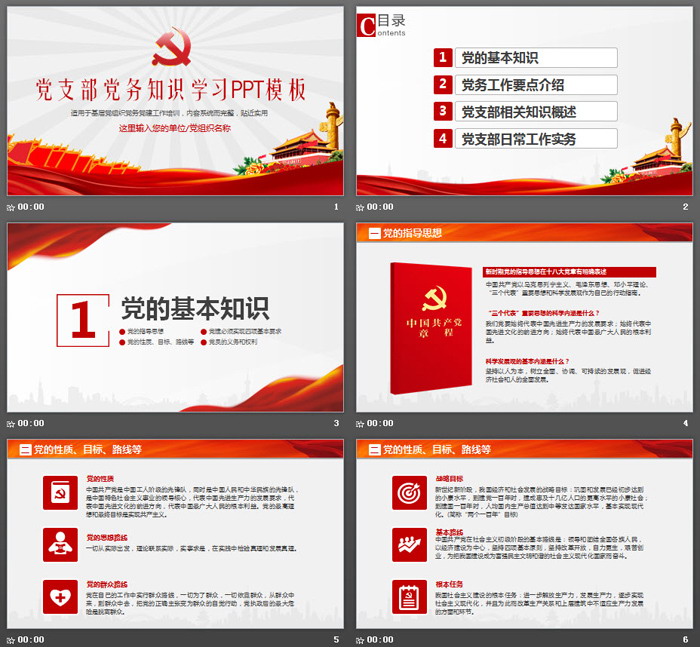 党支部党务知识学习PPT模板
适用于基层党组织党务党建工作培训,内容系统而完整,贴近实用
这里输入您的单位/党组织名称
00:00
1
C 目录
ontents
1 党的基本知识
2 党务工作要点介绍
3 党支部相关知识概述
4 党支部日常工作实务
00:00
2
1 党的基本知识
党的指导思想
党建必须实现四项基本要求
党的性质、目标、路线等
党员的义务和权利
00:00
3
一 党的指导思想
中国共产党
章程
新时期党的指导思想在十八大党章有明确表述
中国共产党以马克思列宁主义、毛泽东思想、邓小平理论、
“三个代表”重要思想和科学发展观作为自己的行动指南。
“三个代表”重要思想的核心内涵是什么?
我们党要始终代表中国先进生产力的发展要求;始终代表中
国先进文化的前进方向,始终代表中国最广大人民的根本利
益。
科学发展观的基本内涵是什么?
坚持以人为本,树立全面、协调、可持续的发展观,促进经
济社会和人的全面发展。
00:00
4
二 党的性质、目标、路线等
党的性质
中国共产党是中国工人阶级的先锋队,同时是中国人民和中华民族的先锋队,
是中国特色社会主义事业的领导核心,代表中国先进生产力的发展要求,代
表中国先进文化的前进方向,代表中国最广大人民的根本利益。党的最高理
想和最终目标是实现共产主义。
党的思想路线
一切从实际出发,理论联系实际,实事求是,在实践中检验真理和发展真理。
党的群众路线
党在自己的工作中实行群众路线,一切为了群众,一切依靠群众,从群众中
来,到群众中去,把党的正确主张变为群众的自觉行动,党执政后的最大危
险是脱离群众。
00:00
5
二 党的性质、目标、路线等
战略目标
新世纪新阶段,我国经济和社会发展的战略目标:巩固和发展已经初步达到
的小康水平,到建党一百年时,建成惠及十几亿人口的更高水平的小康社会;
到建国一百年时,人均国内生产总值达到中等发达国家水平,基本实现现代
化。(简称“两个一百年”目标)
基本路线
中国共产党在社会主义初级阶段的基本路线是:领导和团结全国各族人民,
以经济建设为中心,坚持四项基本原则,坚持改革开放,自力更生,艰苦创
业,为把我国建设成为富强民主文明和谐的社会主义现代化国家而奋斗。
根本任务
我国社会主义建设的根本任务:进一步解放生产力,发展生产力,逐步实现
社会主义现代化,并且为此而改革生产关系和上层建筑中不适应生产力发展
的方面和环节。
00:00
6